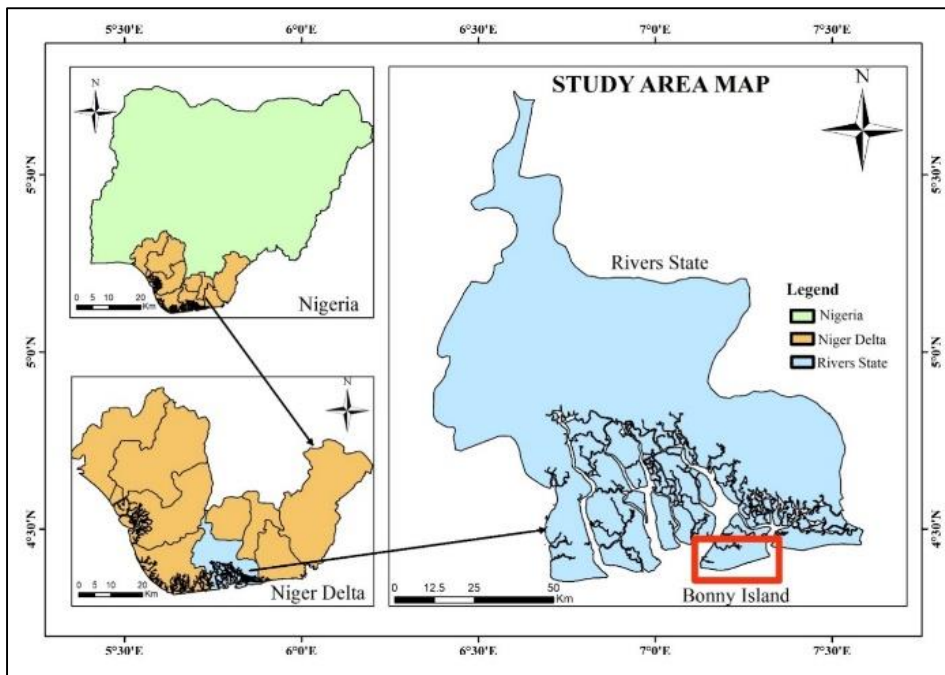 5°30'E 6°0'E 6°30'E 7°0'E 7°30'E
5°30'N
5°0'N
4°30'N
N
0 5 10 20
Km
Nigeria
N
0 5 10 20
Km
Niger Delta
STUDY AREA MAP
N
Rivers State
Legend
Nigeria
Niger Delta
Rivers State
0 12.5 25 50
Km
Bonny Island
5°30'N
5°0'N
4°30'N
5°30'E 6°0'E 6°30'E 7°0'E 7°30'E